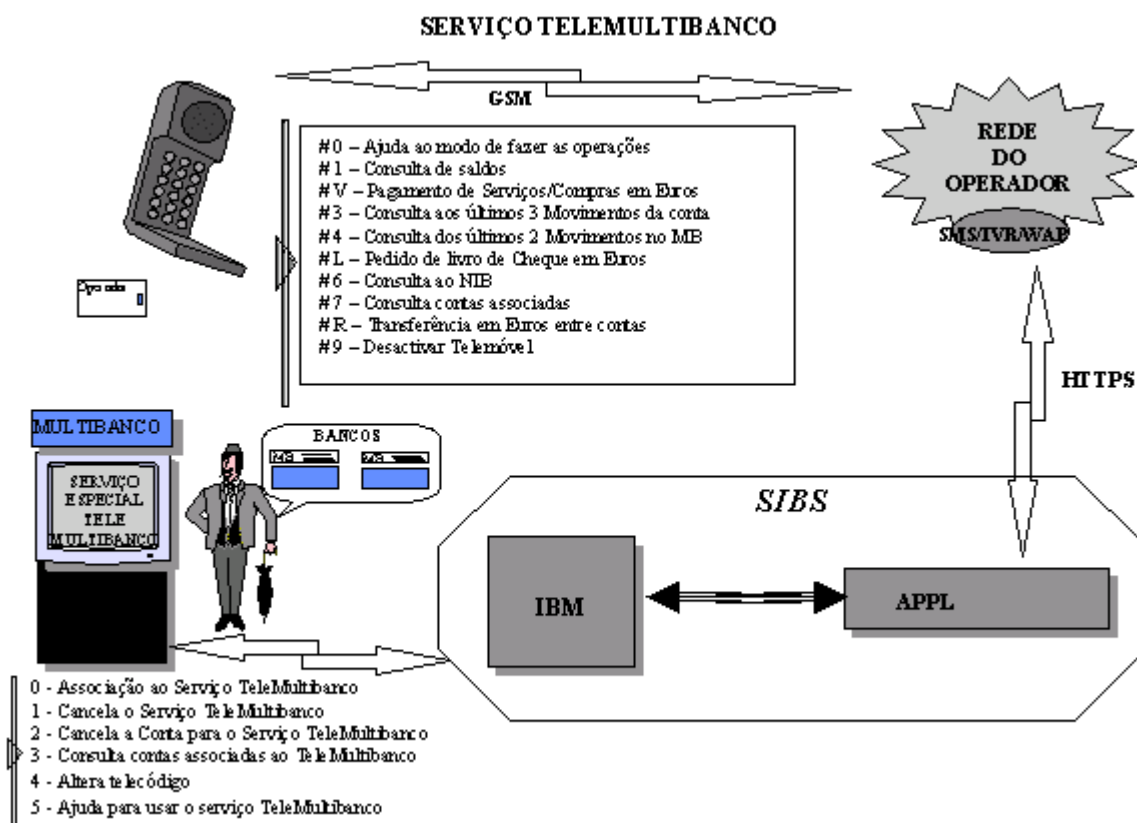 SERVIÇO TELEMULTIBANCO
GSM
REDE
DO
OPERADOR
SMS/IVR/WAP
#0 – Ajuda ao modo de fazer as operações
#1 – Consulta de saldos
#V – Pagamento de Serviços/Compras em Euros
#3 – Consulta aos últimos 3 Movimentos da conta
#4 – Consulta dos últimos 2 Movimentos no MB
#L – Pedido de livro de Cheque em Euros
#6 – Consulta ao NIB
#7 – Consulta contas associadas
#R – Transferência em Euros entre contas
#9 – Desactivar Telemóvel
Operador
HTTPS
MULTIBANCO
BANCOS
MB
MB
SERVIÇO
ESPECIAL
TELE
MULTIBANCO
SIBS
IBM
APPL
0 - Associação ao Serviço TeleMultibanco
1 - Cancela o Serviço TeleMultibanco
2 - Cancela a Conta para o Serviço TeleMultibanco
3 - Consulta contas associadas ao TeleMultibanco
4 - Altera telecódigo
5 - Ajuda para usar o serviço TeleMultibanco